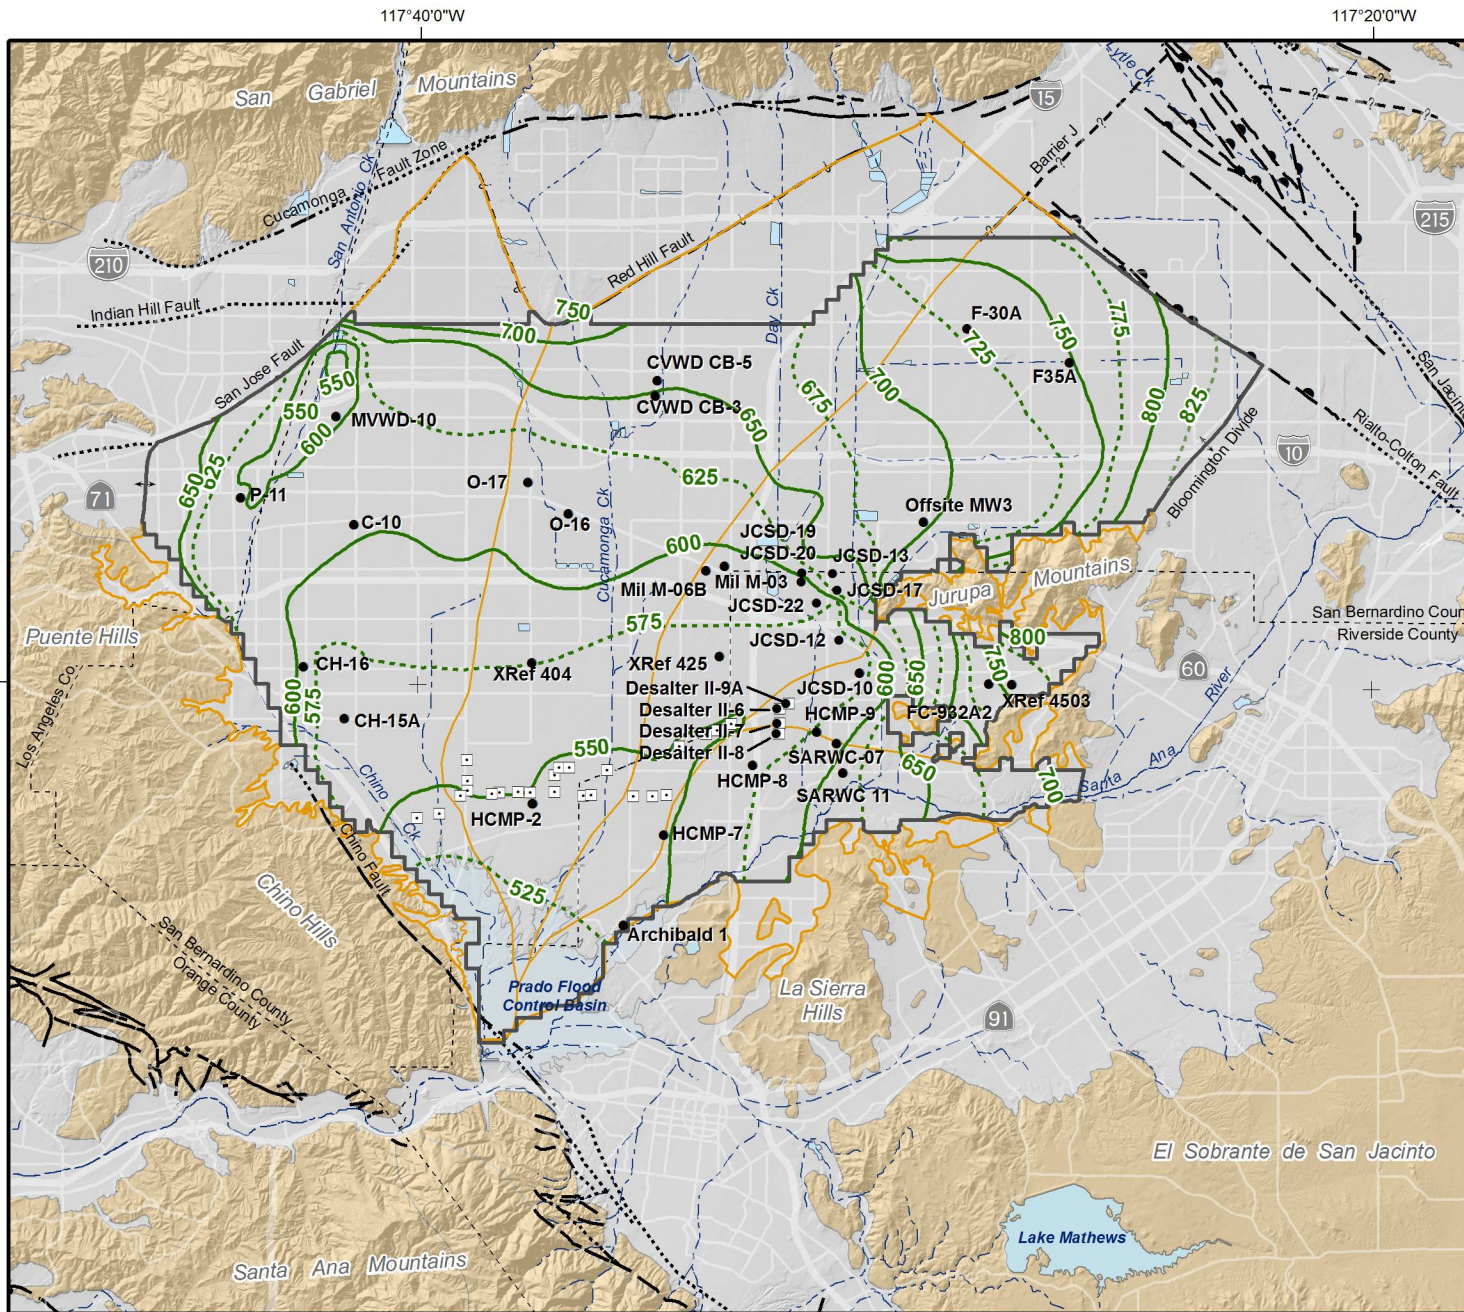 117°40'0"W
117°20'0"W
San Gabriel Mountains
Lytle Ck
15
Barrier J
Cucamonga Fault Zone
San Antonio Ck
215
210
Red Hill Fault
Indian Hill Fault
Day Ck
San Jose Fault
750
700
775
F-30A
750
725
F35A
San Jacinto
CVWD CB-5
CVWD CB-3
550
550
600
MVWD-10
650
675
700
800
825
Bloomington Divide
Rialto-Colton Fault
10
650
625
P-11
71
O-17
625
O-16
C-10
Cucamonga Ck
Offsite MW3
JCSD-19
JCSD-20
JCSD-13
600
Mil M-06B
Mil M-03
JCSD-17
JCSD-22
Jurupa Mountains
San Bernardino Coun
Riverside County
Puente Hills
575
JCSD-12
800
60
CH-16
XRef 404
XRef 425
600
650
750
River
Los Angeles Co.
600
575
Desalter II-9A
JCSD-10
XRef 4503
Desalter II-6
HCMP-9
FC-932A2
CH-15A
Desalter II-7
Desalter II-8
550
SARWC-07
650
HCMP-8
SARWC 11
700
Santa Ana
Chino Ck
HCMP-2
HCMP-7
Chino Fault
525
Chino Hills
Archibald 1
San Bernardino County
Orange County
Prado Flood
Control Basin
La Sierra
Hills
91
El Sobrante de San Jacinto
Lake Mathews
Santa Ana Mountains